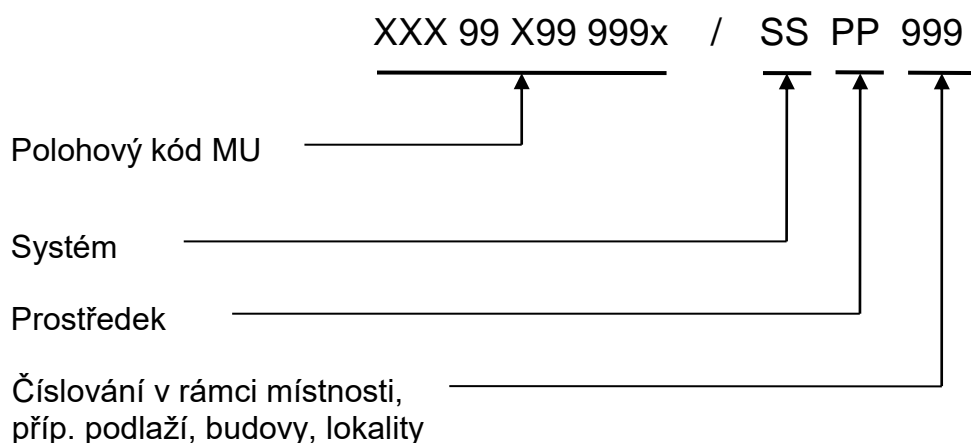 XXX 99 X99 999x / SS PP 999
Polohový kód MU
Systém
Prostředek
Číslování v rámci místnosti,
příp. podlaží, budovy, lokality